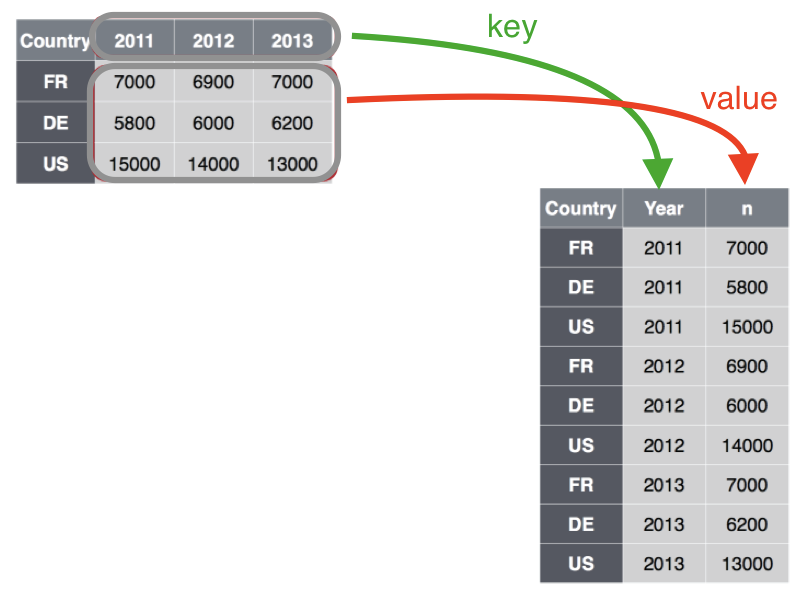 key
Country 2011 2012 2013
FR 7000 6900 7000
DE 5800 6000 6200
US 15000 14000 13000
value
Country Year n
FR 2011 7000
DE 2011 5800
US 2011 15000
FR 2012 6900
DE 2012 6000
US 2012 14000
FR 2013 7000
DE 2013 6200
US 2013 13000